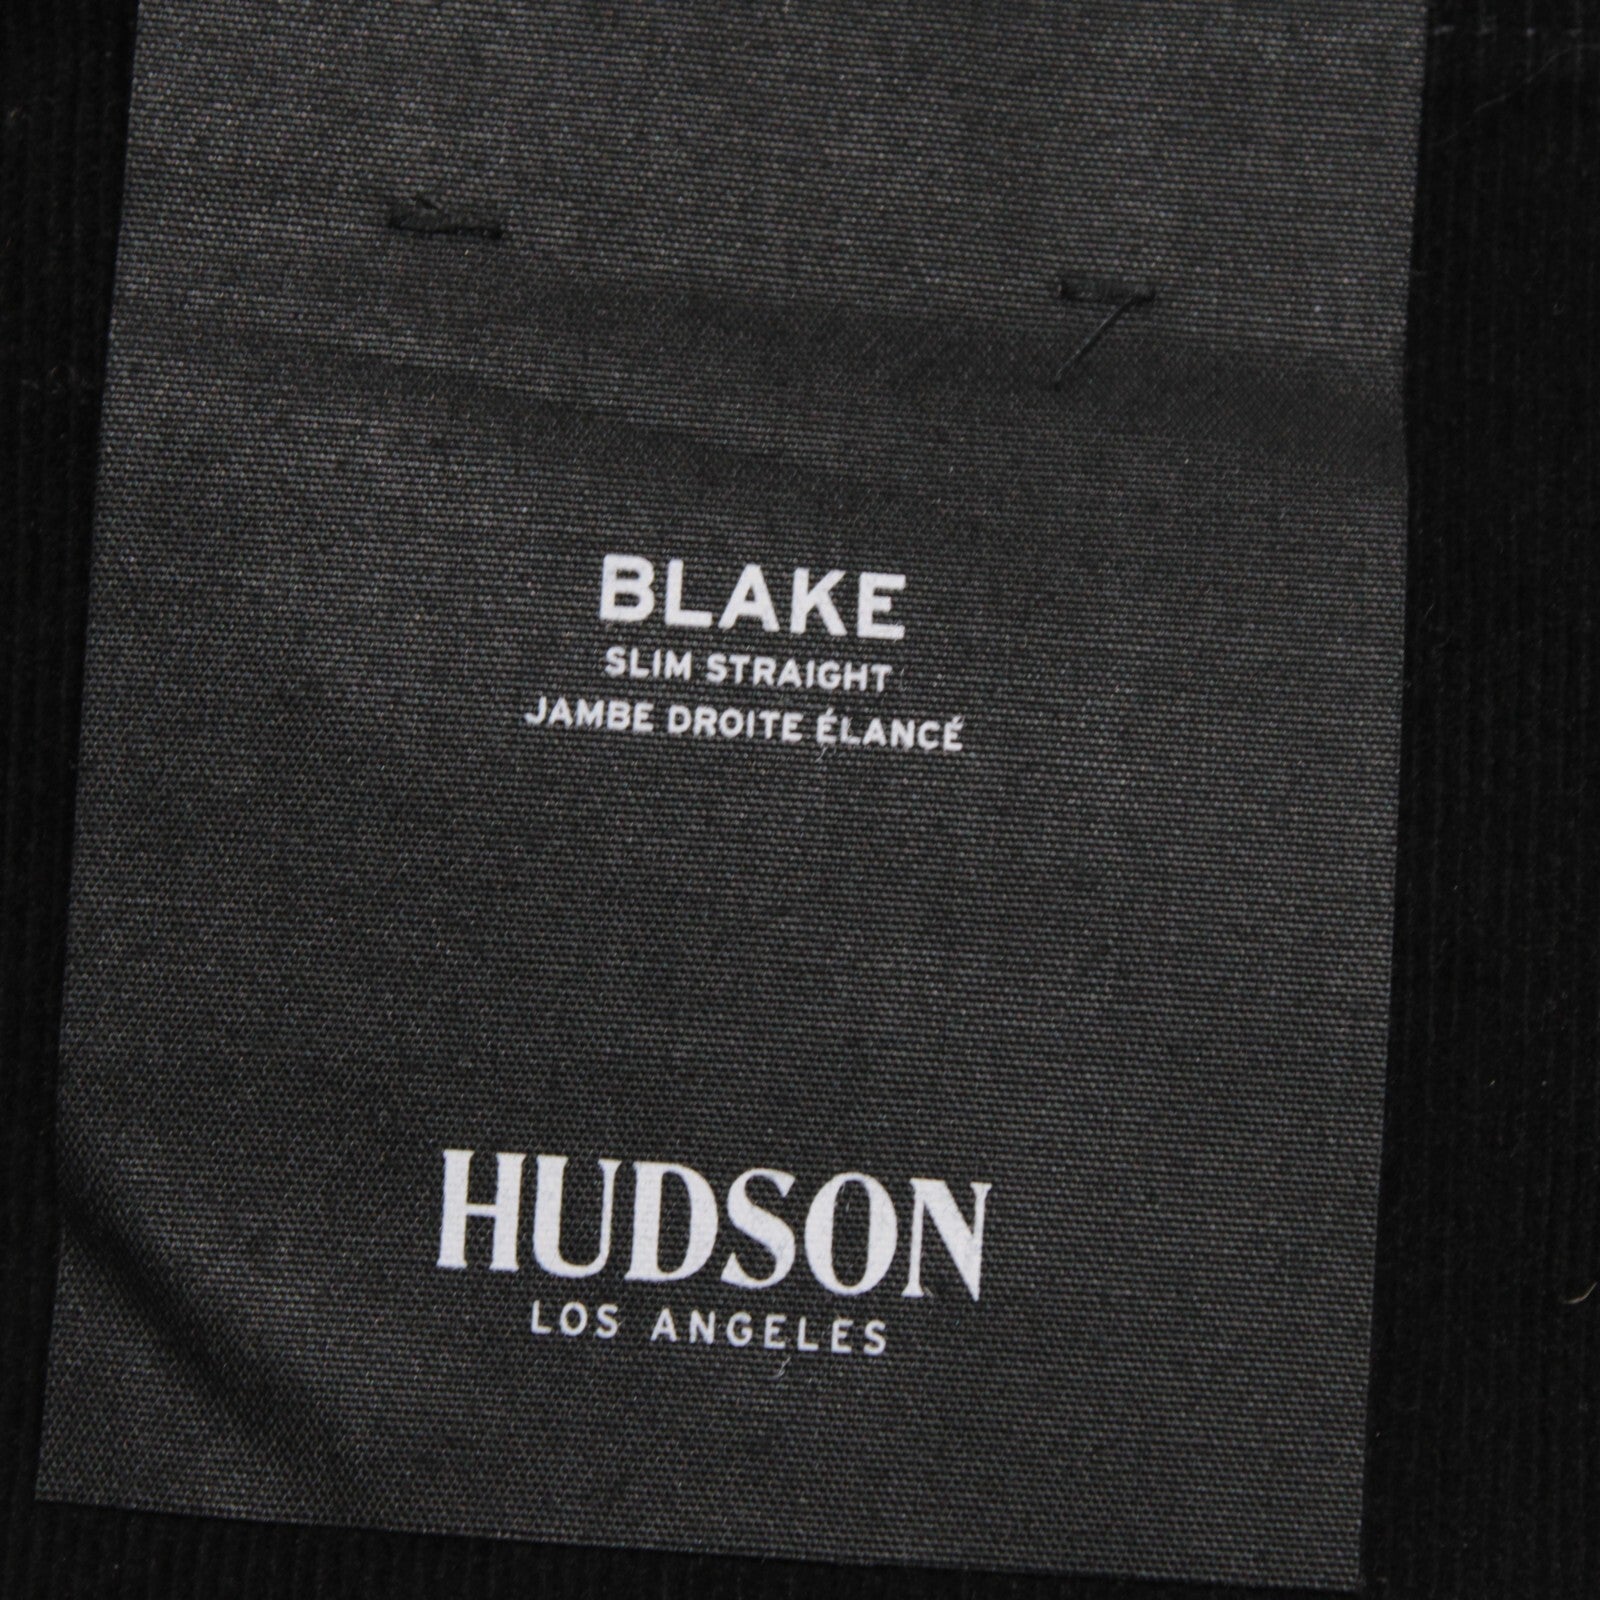 BLAKE
SLIM STRAIGHT
JAMBE DROITE ÉLANCÉ
HUDSON
LOS ANGELES